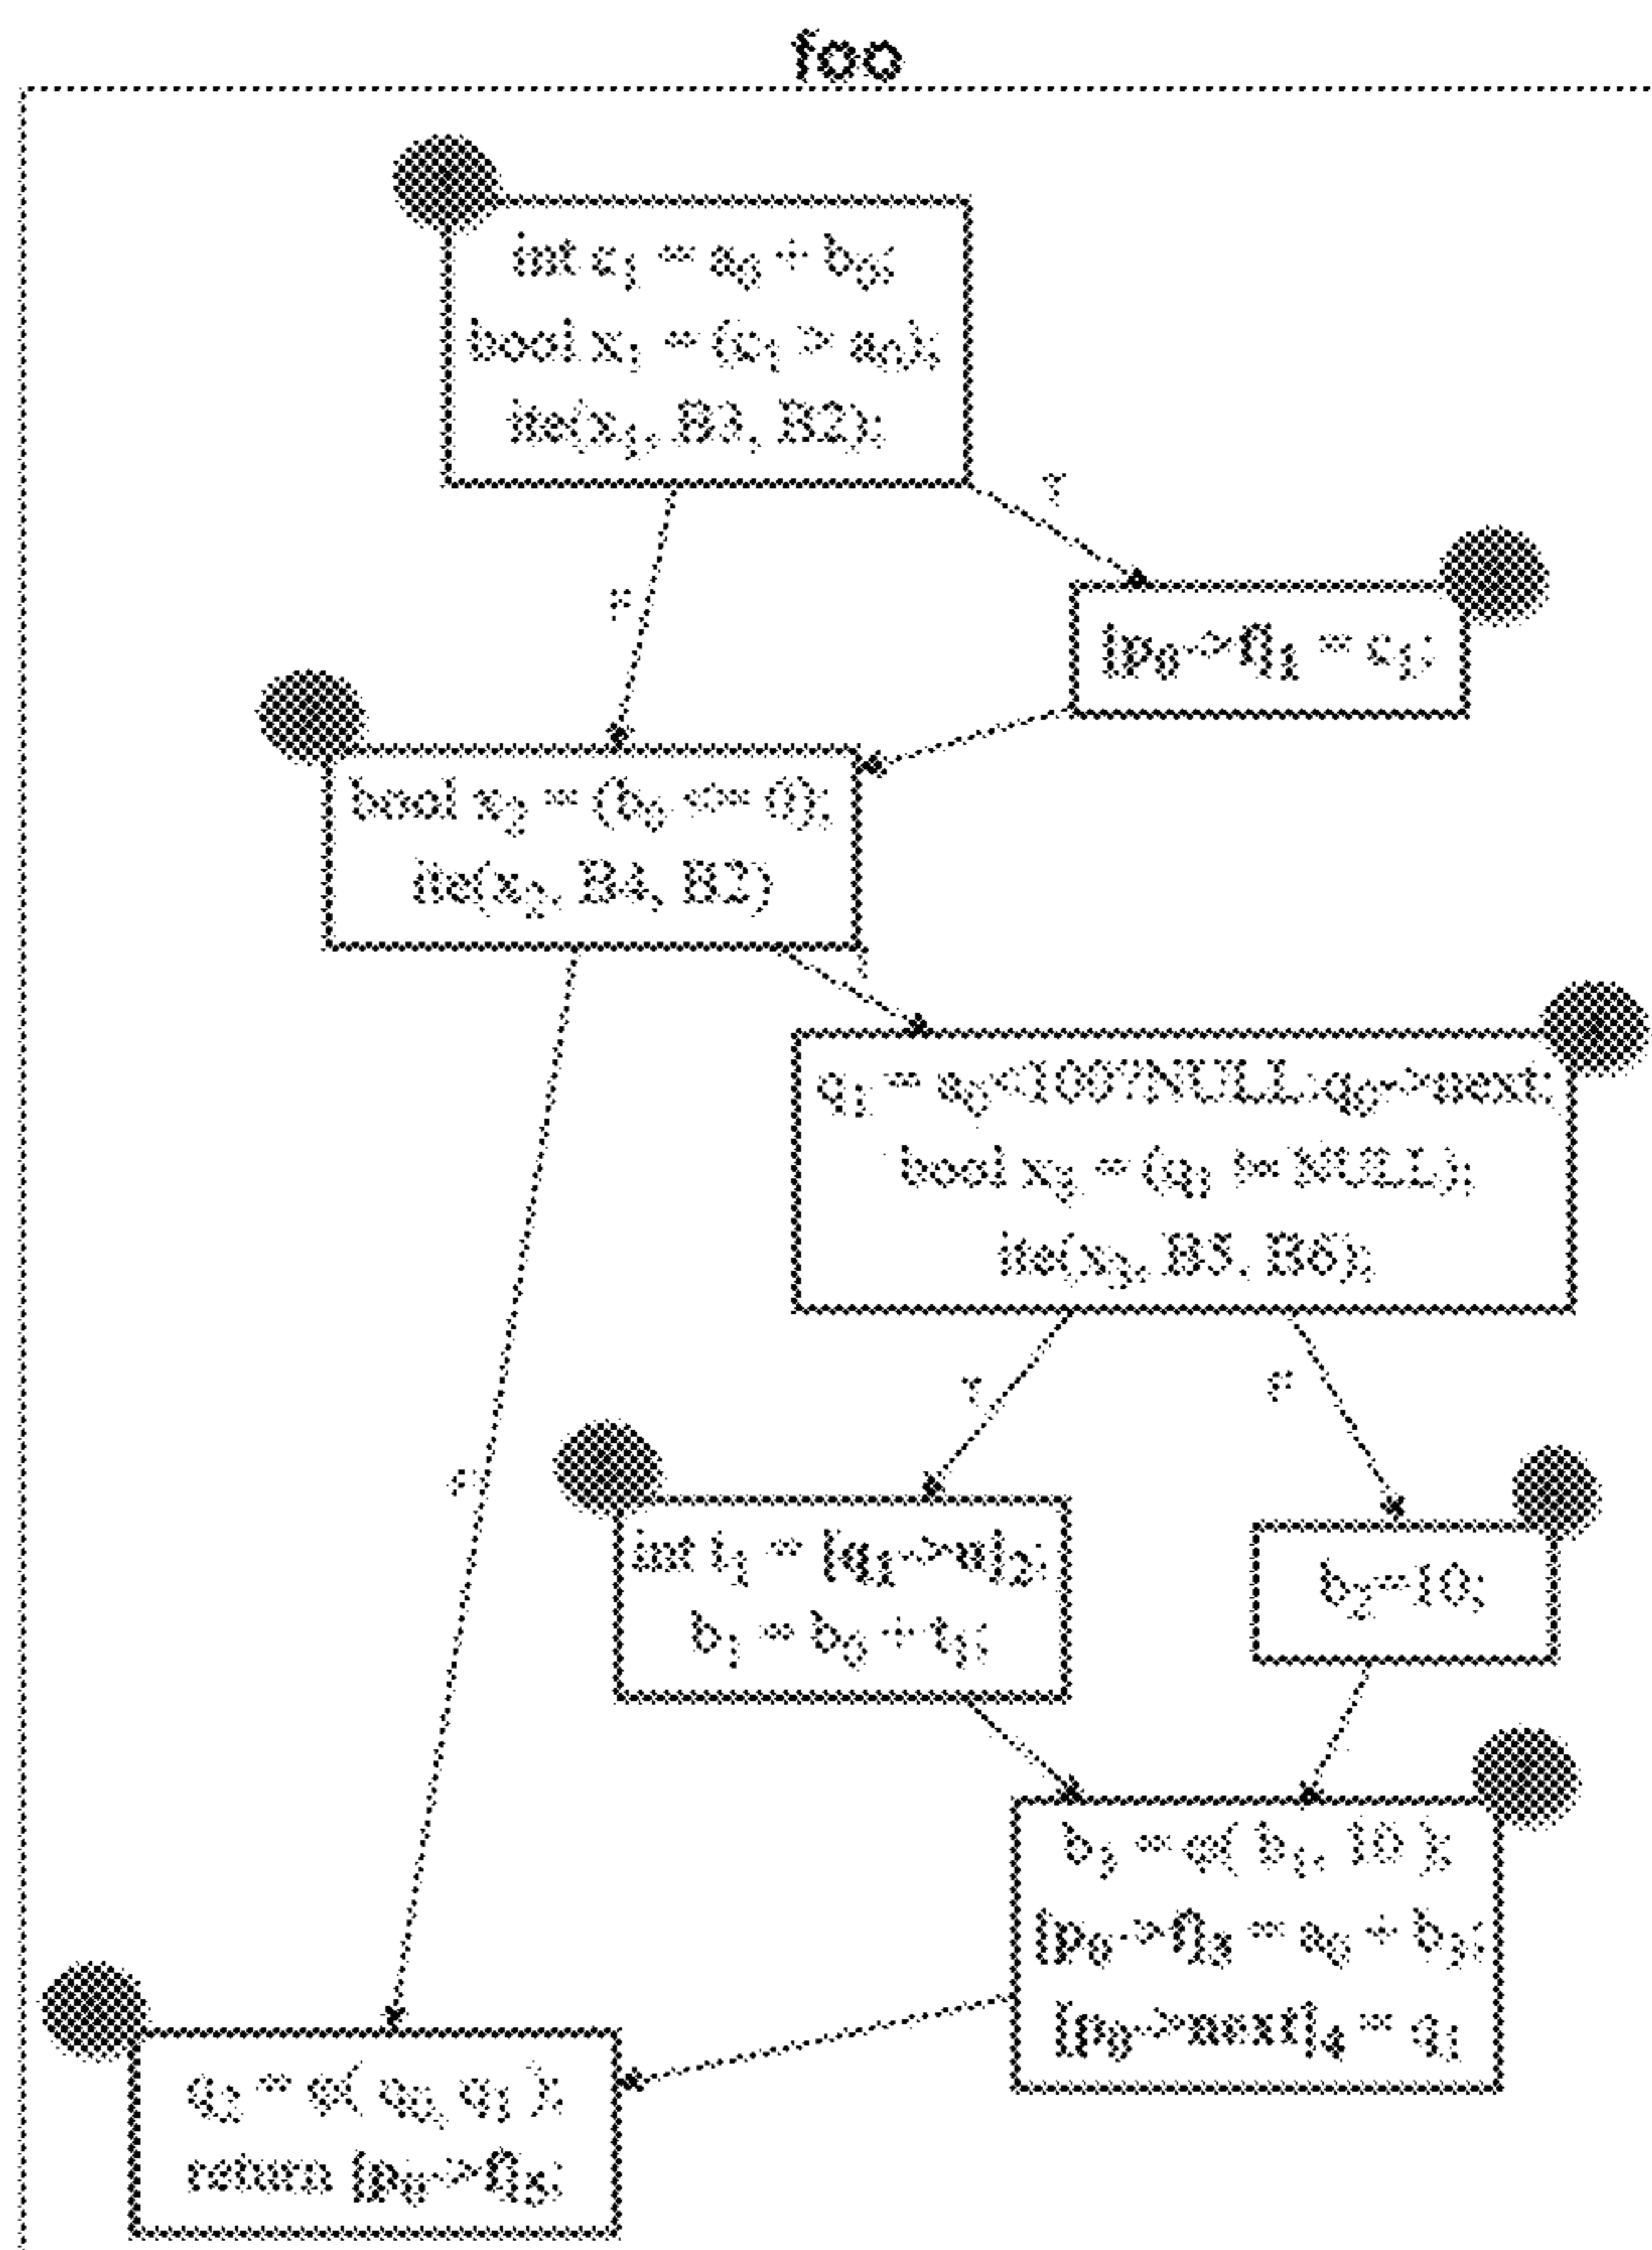 foo
int c₁ = a₀ + b₀;
bool x₁ = (c₁ > a₀);
ite(x₁, B3, B2);
T
F
[p₀->f]₁ = c₁;
bool x₂ = (b₀ <= 0);
ite(x₂, B4, B2)
T
q₁ = a₀<100?NULL:q₀->next;
bool x₃ = (q₁ != NULL);
ite(x₃, B5, B6);
T
F
F
int t₁ = [q₁->u]₂;
b₁ = b₀ + t₁;
b₂=10;
b₃ = φ( b₁, 10 );
[p₀->f]₃ = a₀ + b₃;
[p₀->next]₄ = q₁
q₂ = φ( q₀, q₁ );
return [p₀->f]₅;